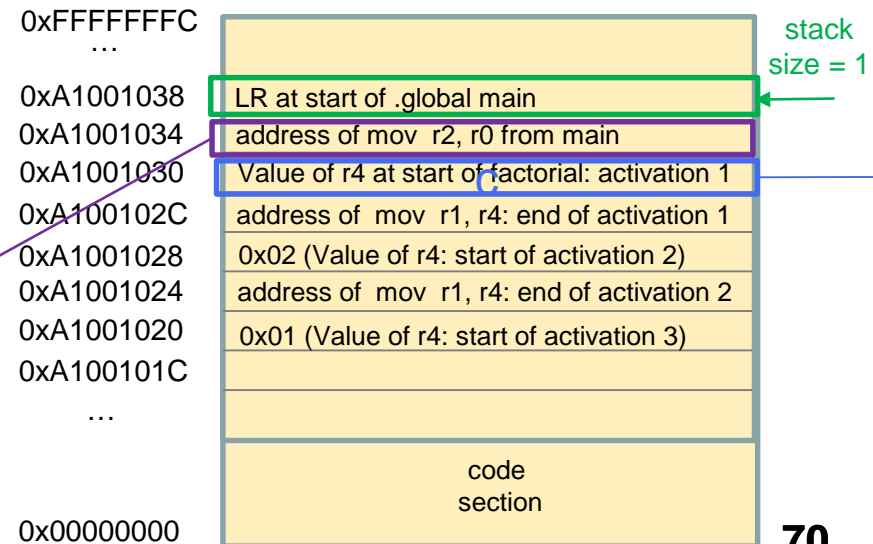 0xFFFFFFFC
…
stack
size = 1
0xA1001038 LR at start of .global main
0xA1001034 address of mov r2, r0 from main
0xA1001030 Value of r4 at start of factorial: activation 1
C
0xA100102C address of mov r1, r4: end of activation 1
0xA1001028 0x02 (Value of r4: start of activation 2)
0xA1001024 address of mov r1, r4: end of activation 2
0xA1001020 0x01 (Value of r4: start of activation 3)
0xA100101C
…
code
section
0x00000000
70